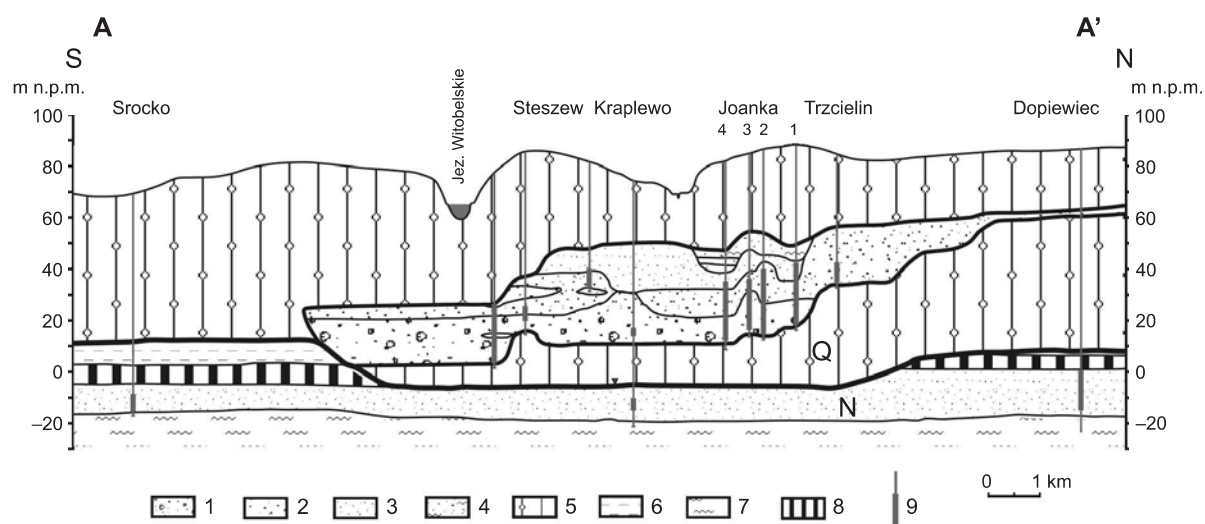 A A’
S N
m n.p.m. m n.p.m.
Jez. Witobelskie
Srocko Steszew Kraplewo Joanka Trzcielin Dopiewiec
4 3 2 1
100 100
80 80
60 60
40 40
20 20
0 0
–20 –20
Q
N
1 2 3 4 5 6 7 8 9
0 1 km